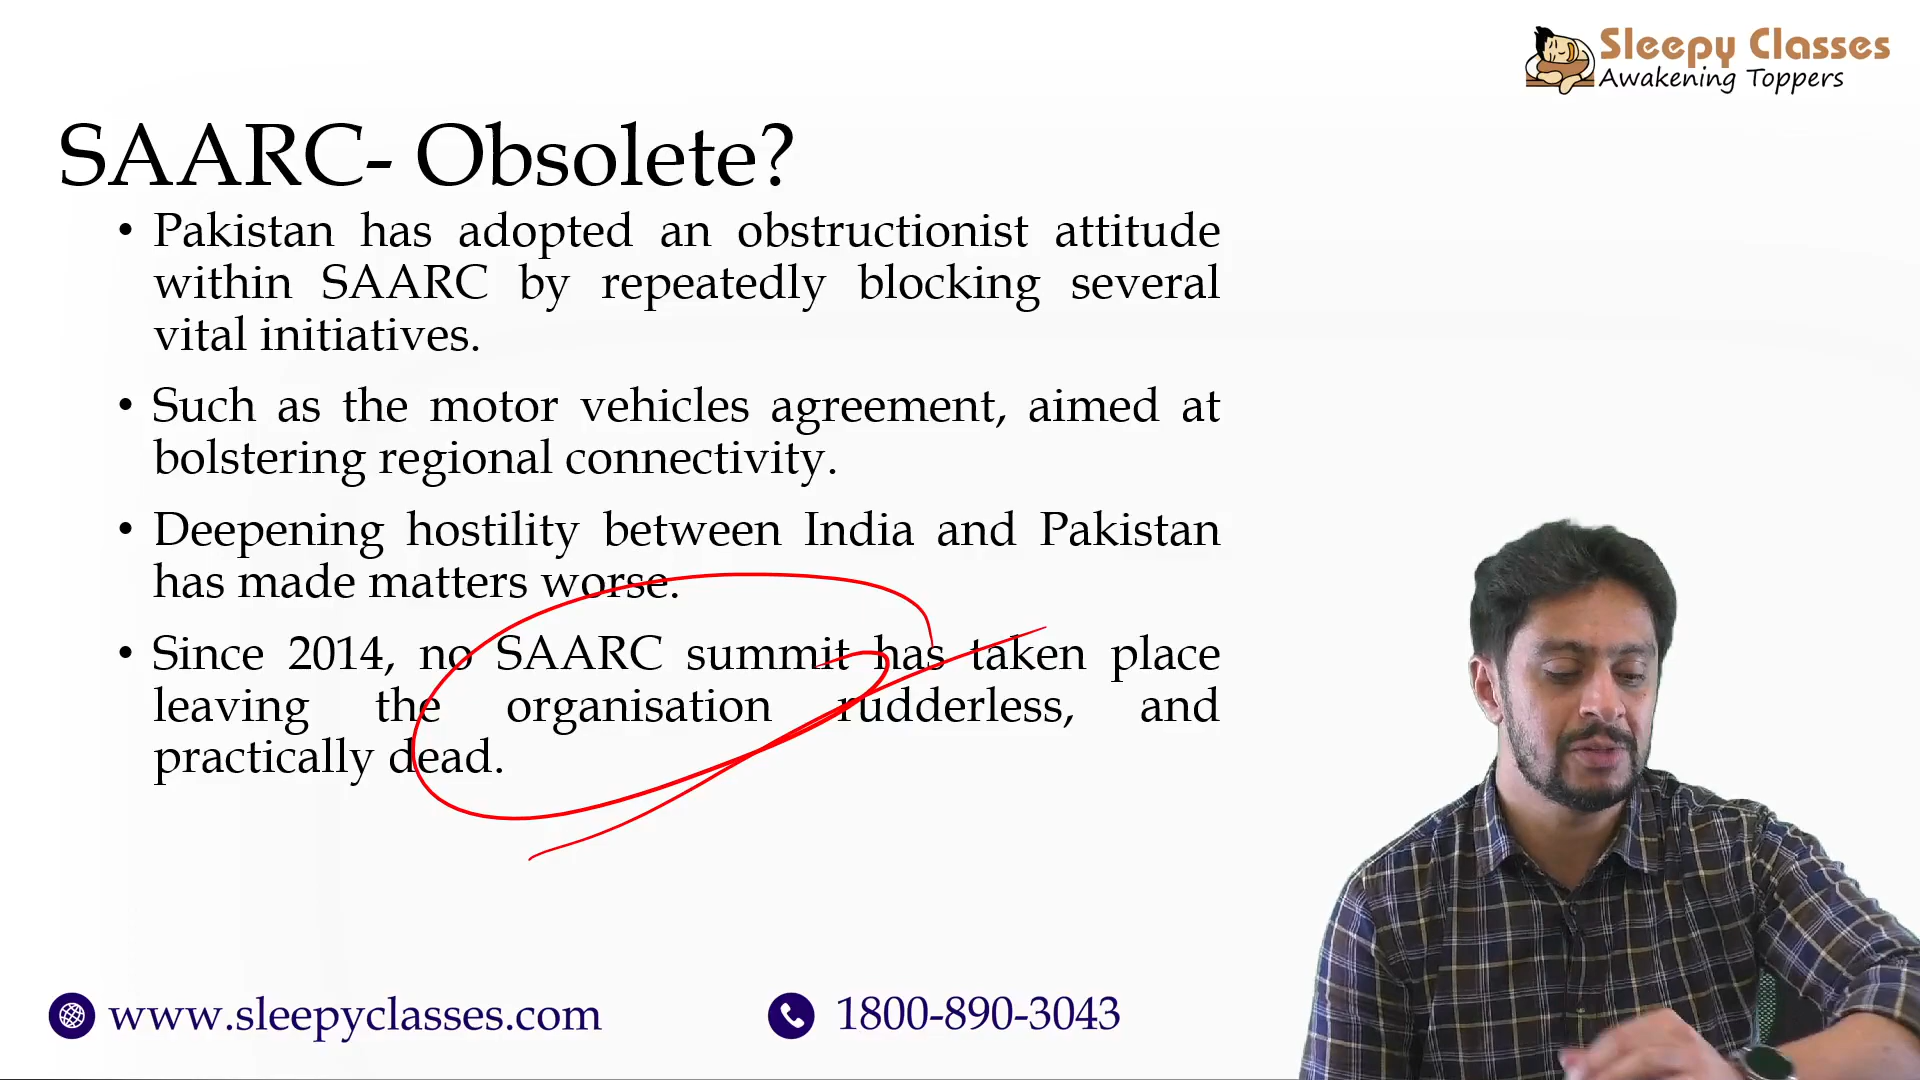 Sleepy Classes
Awakening Toppers
SAARC- Obsolete?
• Pakistan has adopted an obstructionist attitude
within SAARC by repeatedly blocking several
vital initiatives.
• Such as the motor vehicles agreement, aimed at
bolstering regional connectivity.
• Deepening hostility between India and Pakistan
has made matters worse.
• Since 2014, no SAARC summit has taken place
leaving the organisation rudderless, and
practically dead.
www.sleepyclasses.com
1800-890-3043